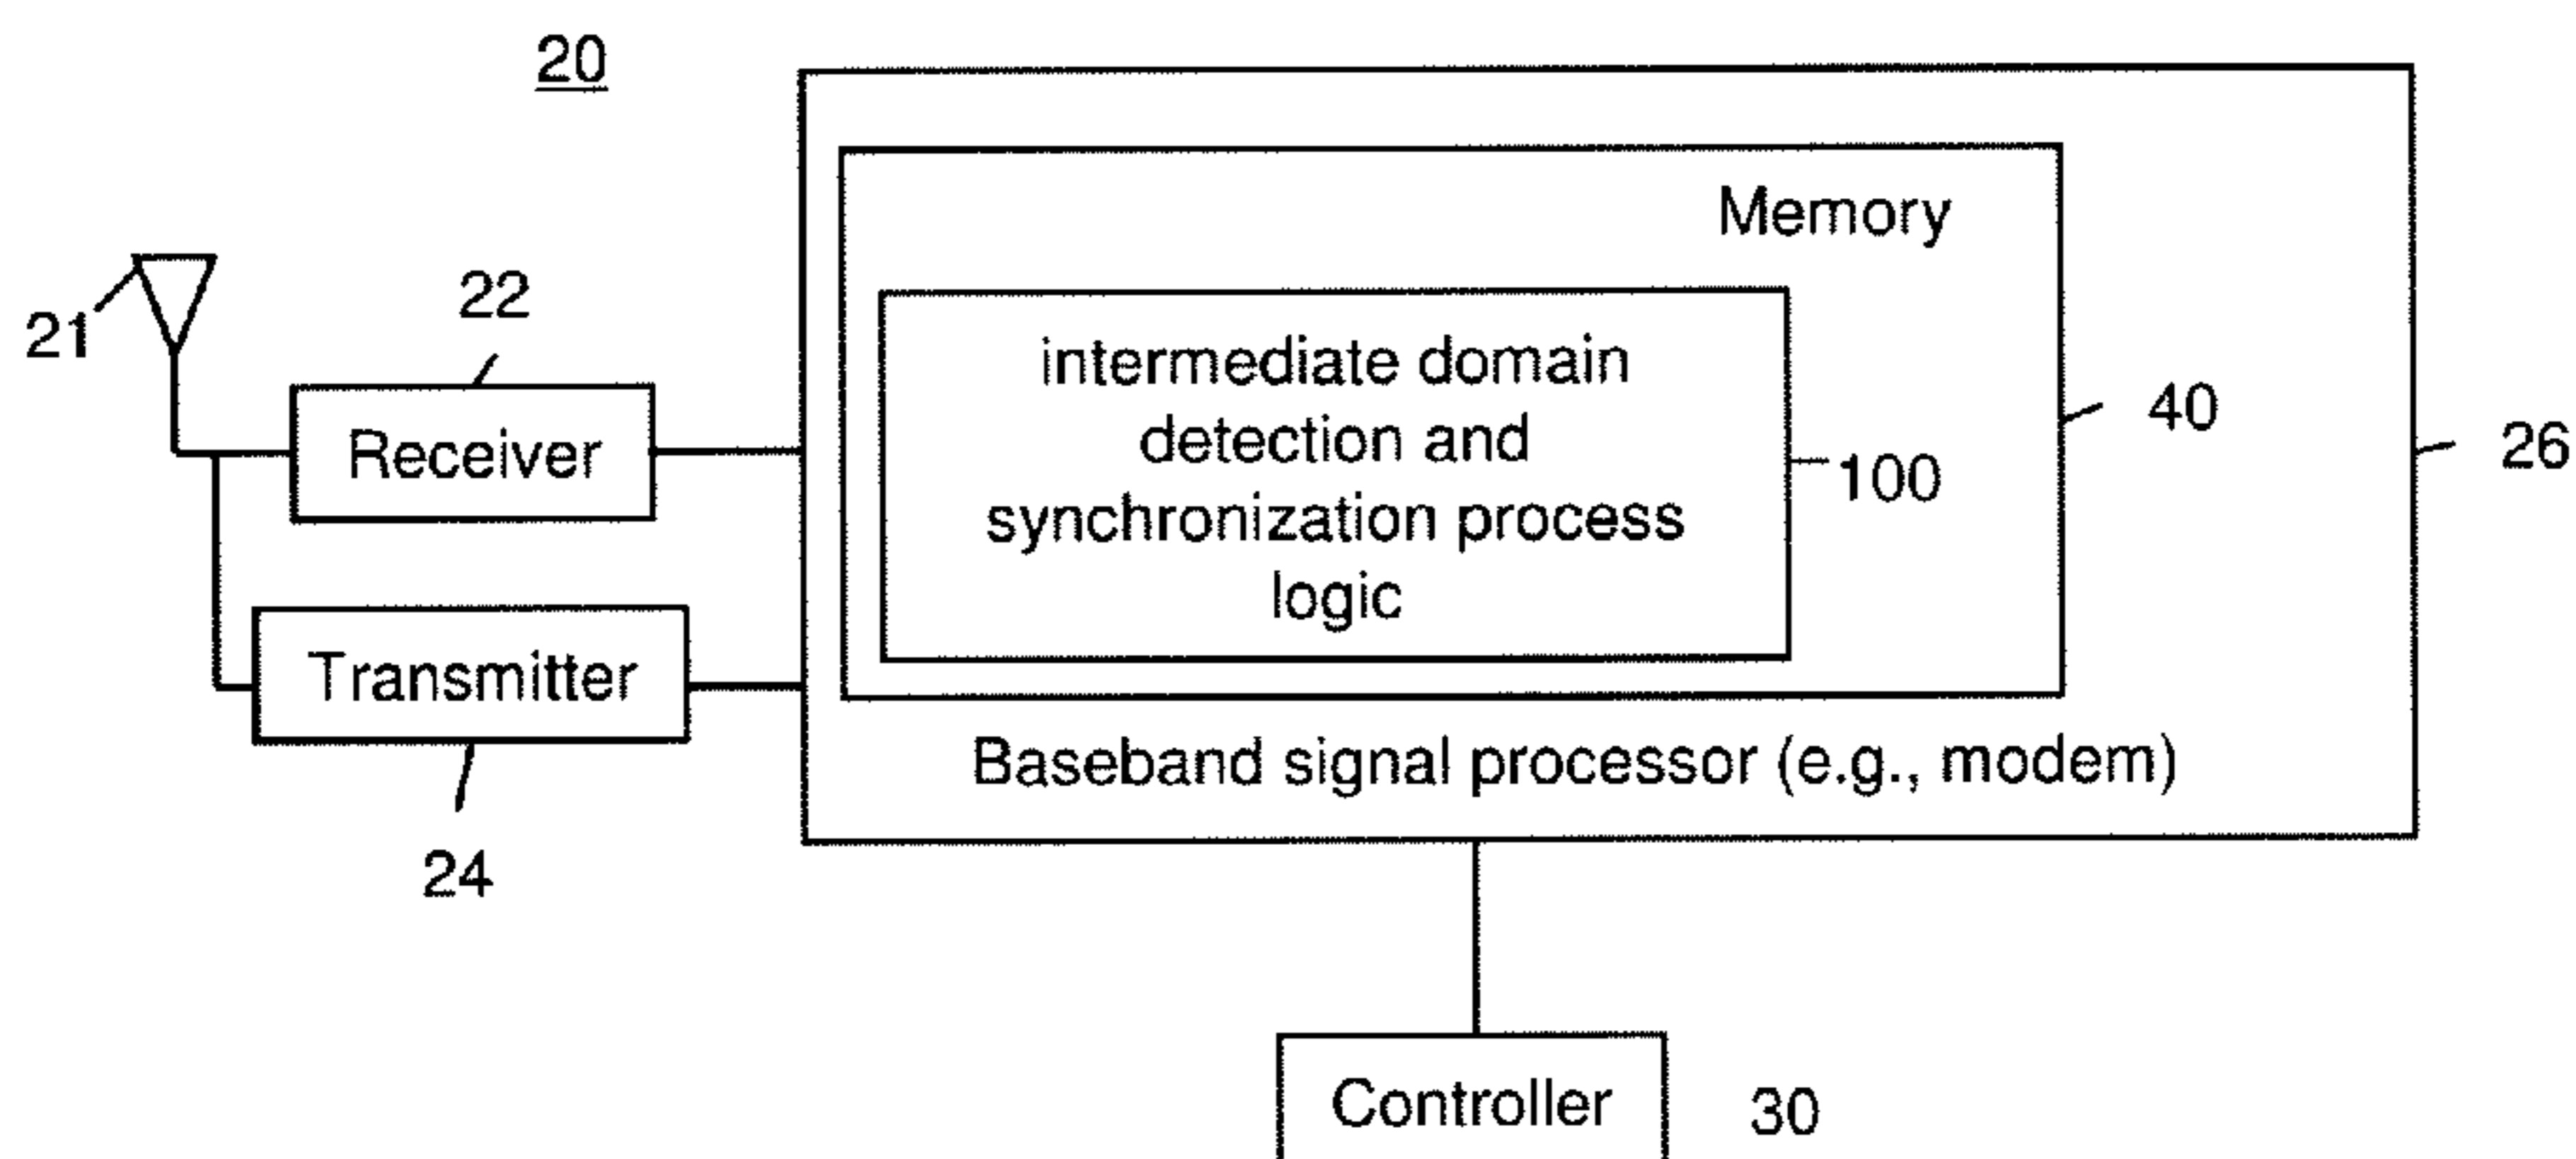 20
Memory
21
22
Receiver
intermediate domain
detection and
synchronization process
logic
100
40
26
Transmitter
24
Baseband signal processor (e.g., modem)
Controller
30